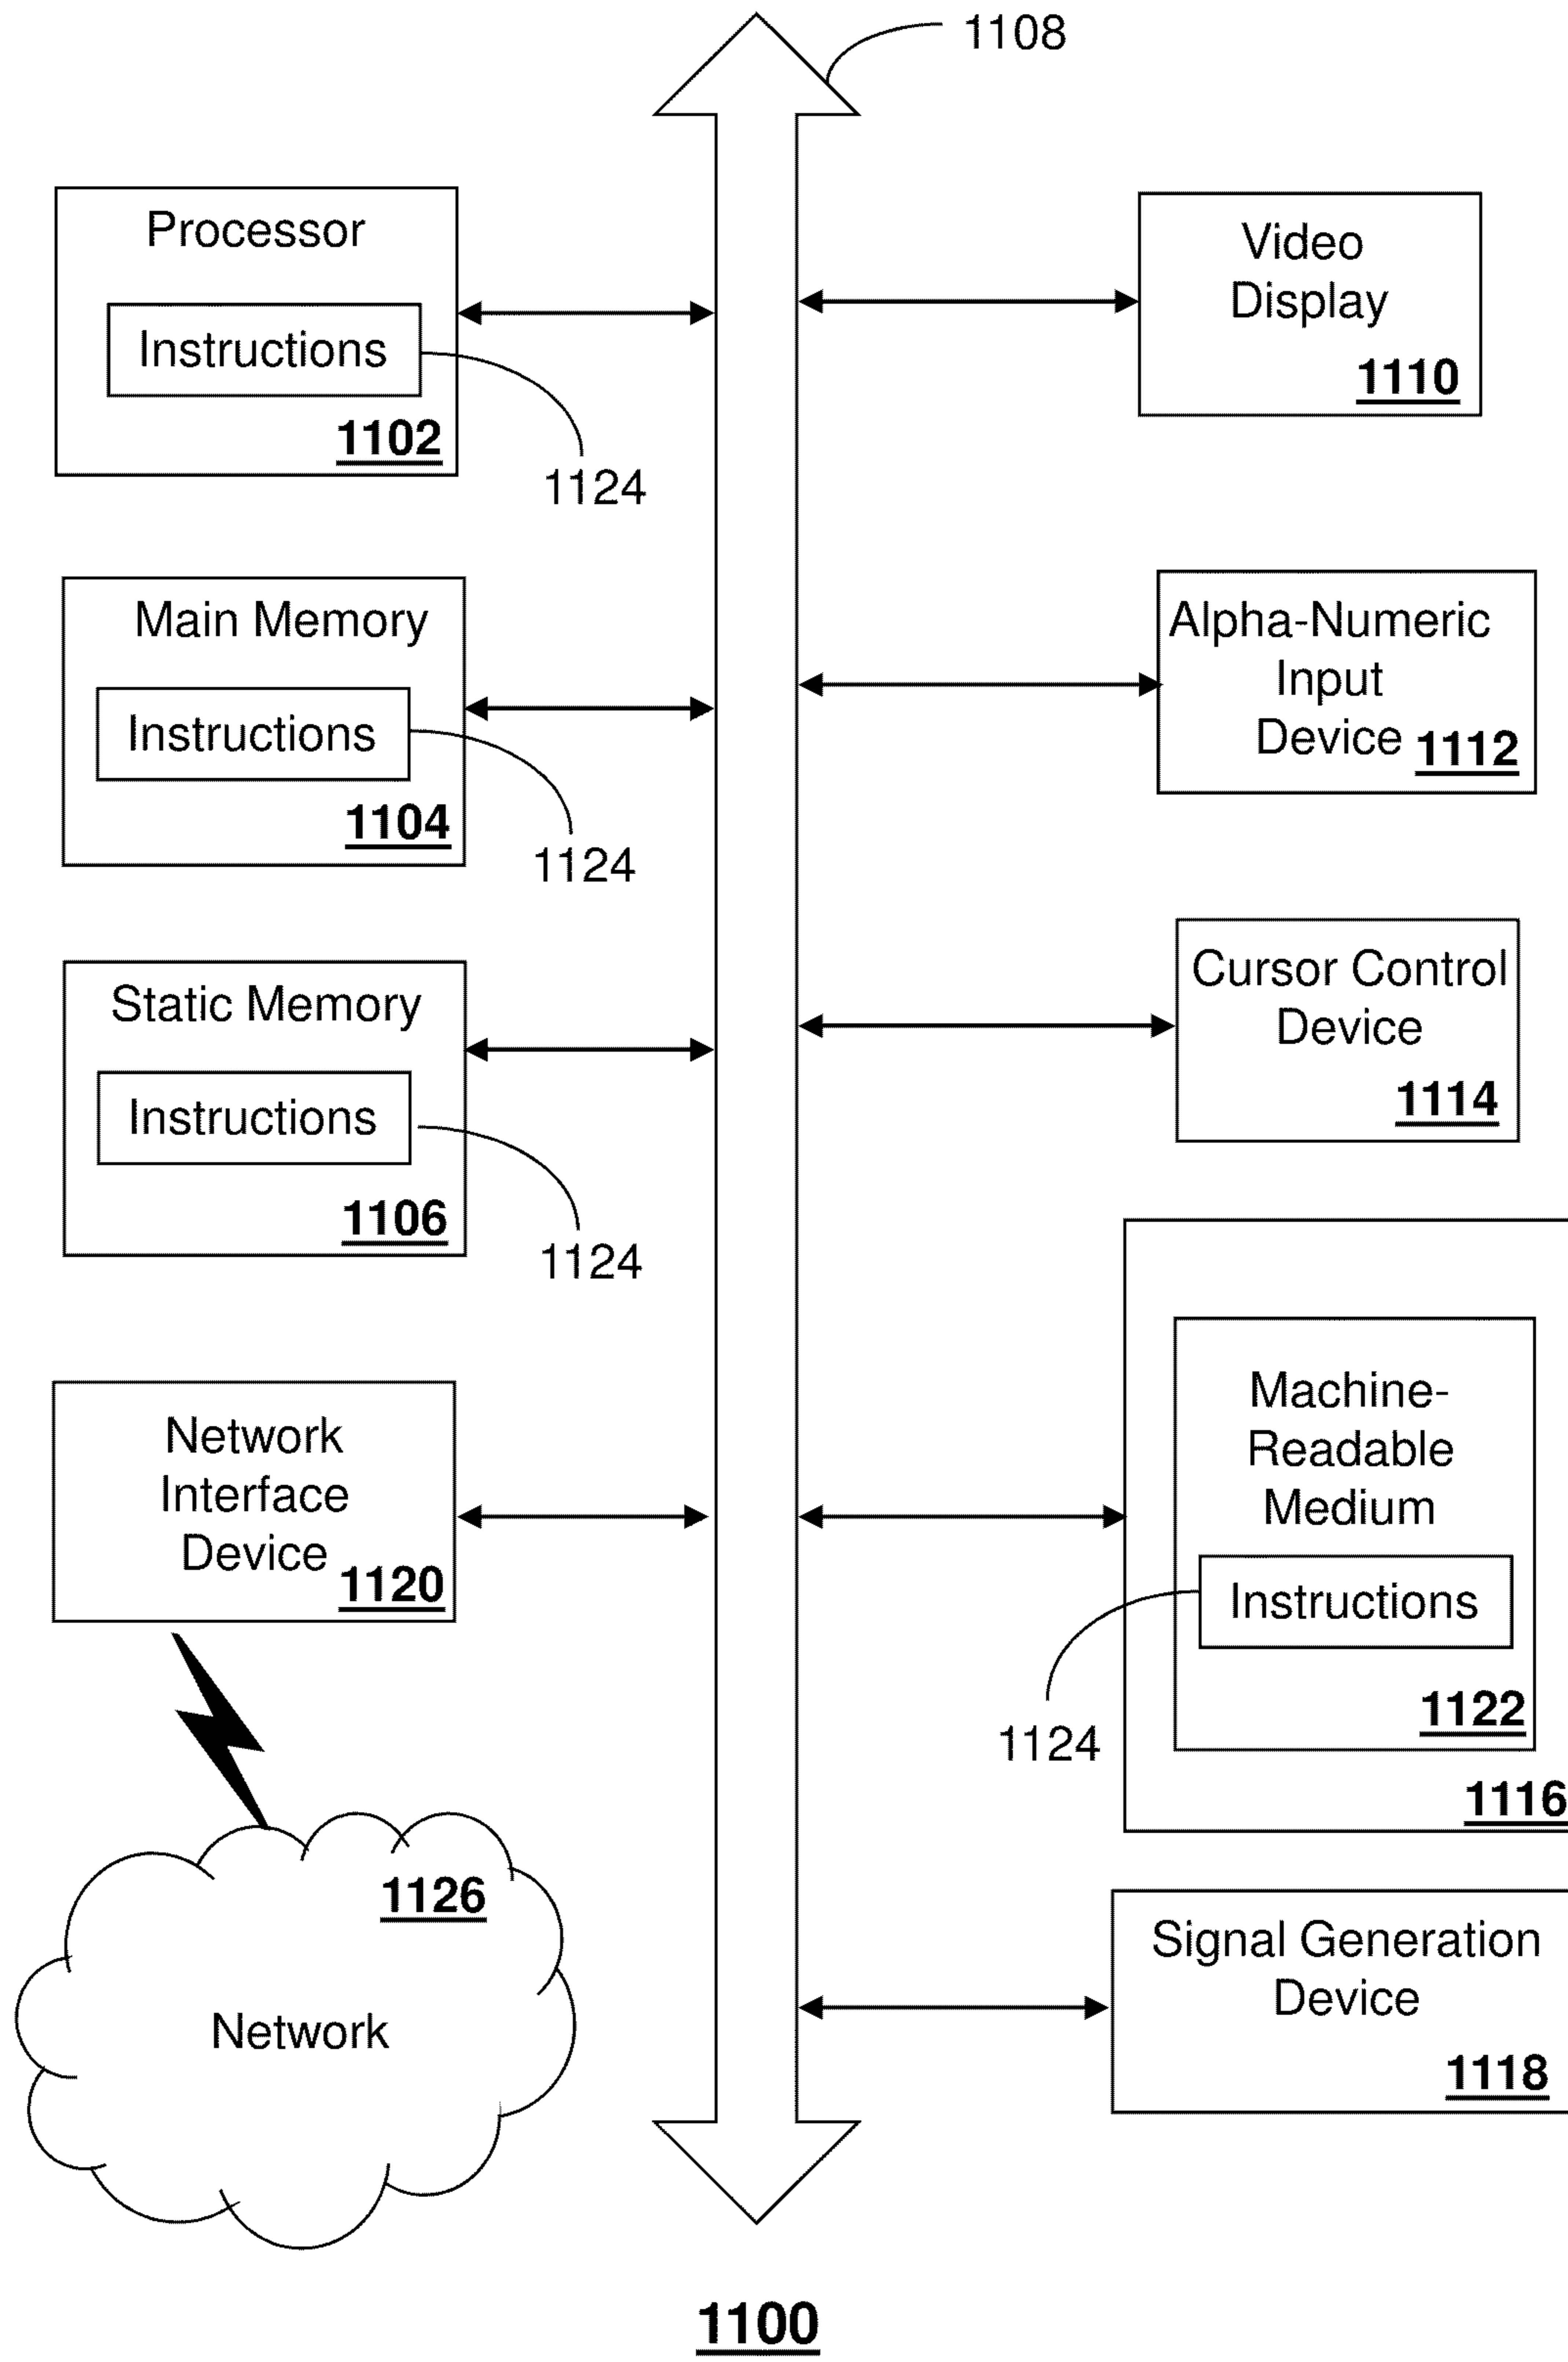 1108
Processor
Instructions
1102
1124
Main Memory
Instructions
1104
1124
Static Memory
Instructions
1106
1124
Network
Interface
Device
1120
1126
Network
Video
Display
1110
Alpha-Numeric
Input
Device 1112
Cursor Control
Device
1114
Machine-
Readable
Medium
Instructions
1122
1124
1116
Signal Generation
Device
1118
1100